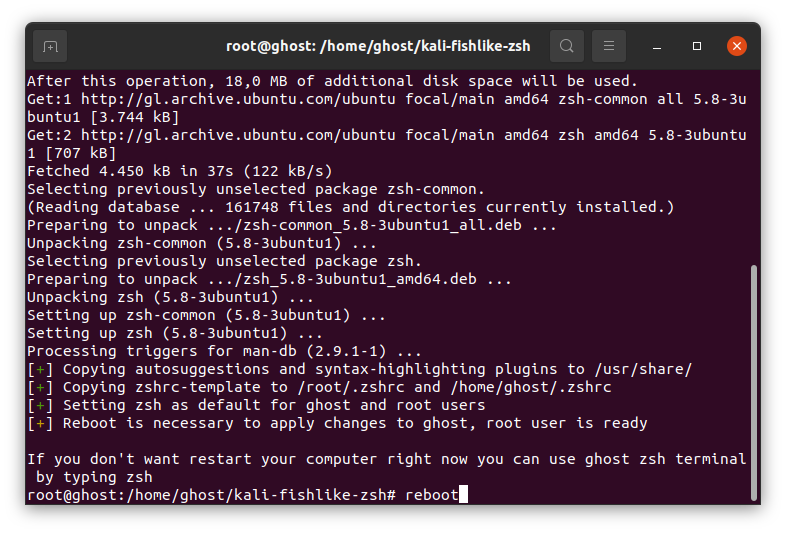 root@ghost: /home/ghost/kali-fishlike-zsh
After this operation, 18,0 MB of additional disk space will be used.
Get:1 http://gl.archive.ubuntu.com/ubuntu focal/main amd64 zsh-common all 5.8-3u
buntu1 [3.744 kB]
Get:2 http://gl.archive.ubuntu.com/ubuntu focal/main amd64 zsh amd64 5.8-3ubuntu
1 [707 kB]
Fetched 4.450 kB in 37s (122 kB/s)
Selecting previously unselected package zsh-common.
(Reading database ... 161748 files and directories currently installed.)
Preparing to unpack .../zsh-common_5.8-3ubuntu1_all.deb ...
Unpacking zsh-common (5.8-3ubuntu1) ...
Selecting previously unselected package zsh.
Preparing to unpack .../zsh_5.8-3ubuntu1_amd64.deb ...
Unpacking zsh (5.8-3ubuntu1) ...
Setting up zsh-common (5.8-3ubuntu1) ...
Setting up zsh (5.8-3ubuntu1) ...
Processing triggers for man-db (2.9.1-1) ...
[+] Copying autosuggestions and syntax-highlighting plugins to /usr/share/
[+] Copying zshrc-template to /root/.zshrc and /home/ghost/.zshrc
[+] Setting zsh as default for ghost and root users
[+] Reboot is necessary to apply changes to ghost, root user is ready
If you don't want restart your computer right now you can use ghost zsh terminal
by typing zsh
root@ghost:/home/ghost/kali-fishlike-zsh# reboot